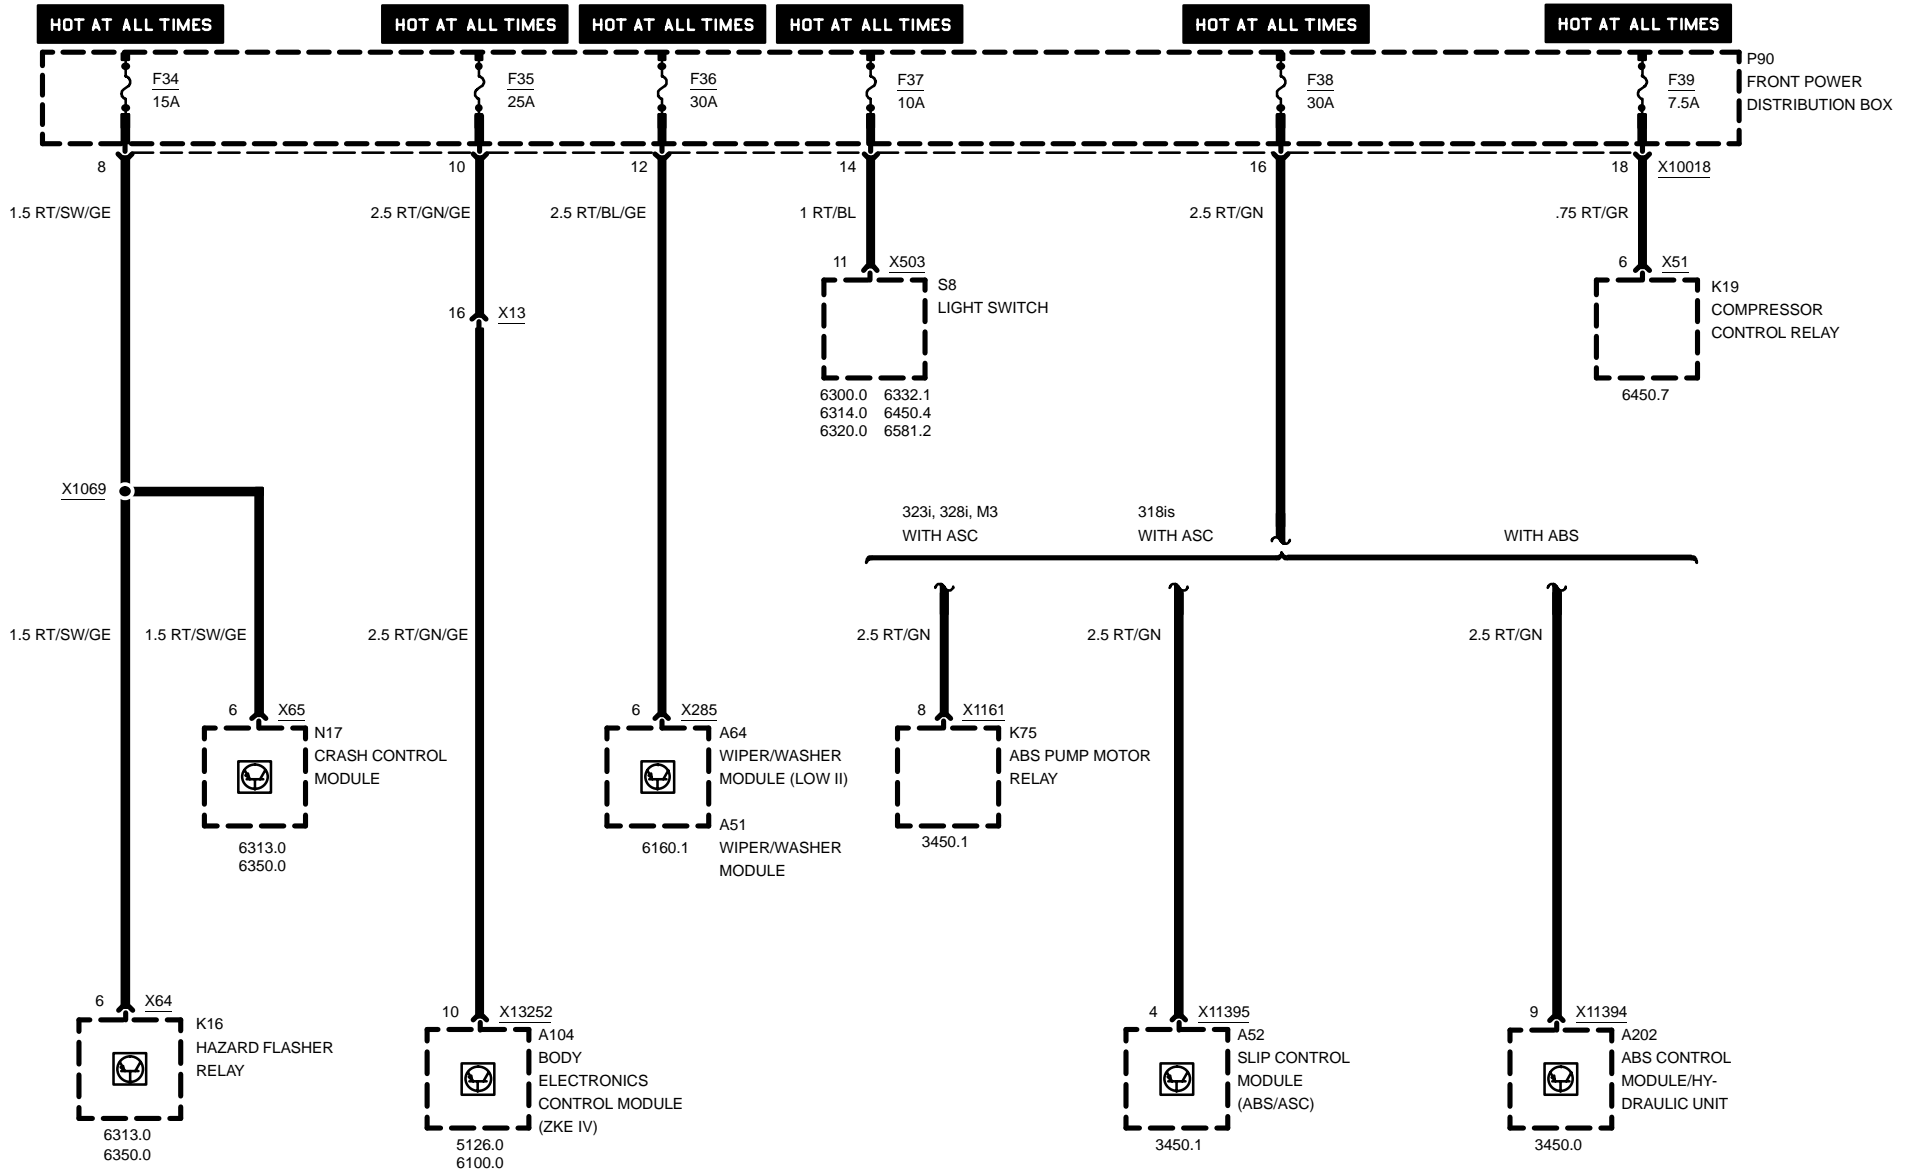 HOT AT ALL TIMES
HOT AT ALL TIMES
HOT AT ALL TIMES
HOT AT ALL TIMES
HOT AT ALL TIMES
HOT AT ALL TIMES
F34
15A
F35
25A
F36
30A
F37
10A
F38
30A
F39
7.5A
P90
FRONT POWER
DISTRIBUTION BOX
8
10
12
14
16
18
X10018
1.5 RT/SW/GE
2.5 RT/GN/GE
2.5 RT/BL/GE
1 RT/BL
2.5 RT/GN
.75 RT/GR
11
X503
S8
LIGHT SWITCH
6300.0 6332.1
6314.0 6450.4
6320.0 6581.2
6
X51
K19
COMPRESSOR
CONTROL RELAY
6450.7
16
X13
X1069
323i, 328i, M3
WITH ASC
318is
WITH ASC
WITH ABS
1.5 RT/SW/GE
1.5 RT/SW/GE
2.5 RT/GN/GE
2.5 RT/GN
2.5 RT/GN
2.5 RT/GN
6
X65
N17
CRASH CONTROL
MODULE
6313.0
6350.0
6
X285
A64
WIPER/WASHER
MODULE (LOW II)
A51
WIPER/WASHER
MODULE
6160.1
8
X1161
K75
ABS PUMP MOTOR
RELAY
3450.1
6
X64
K16
HAZARD FLASHER
RELAY
6313.0
6350.0
10
X13252
A104
BODY
ELECTRONICS
CONTROL MODULE
(ZKE IV)
5126.0
6100.0
4
X11395
A52
SLIP CONTROL
MODULE
(ABS/ASC)
3450.1
9
X11394
A202
ABS CONTROL
MODULE/HY-
DRAULIC UNIT
3450.0